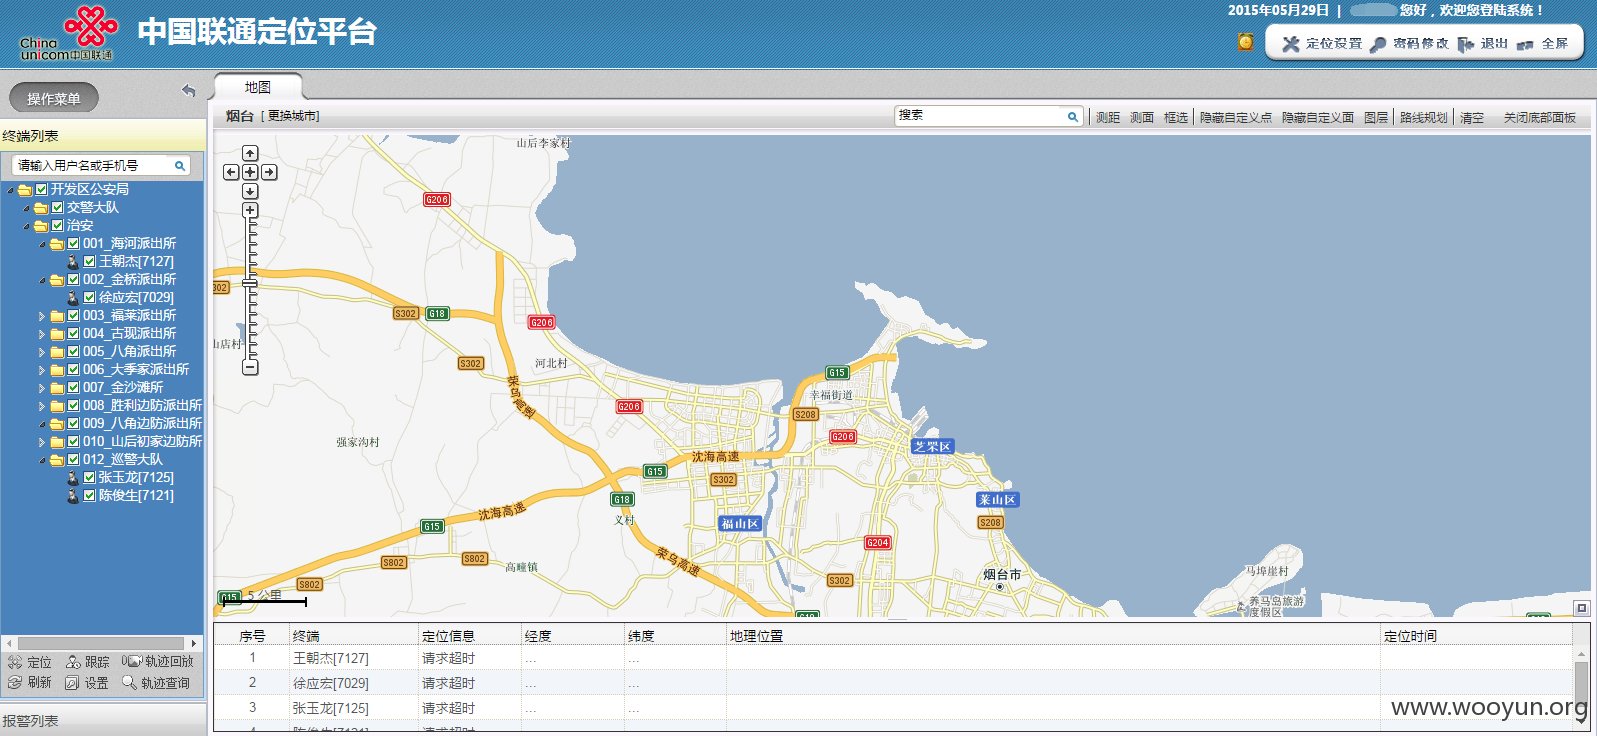 2015年05月29日 | 您好，欢迎您登陆系统！
China unicom中国联通
中国联通定位平台
定位设置 密码修改 退出 全屏
操作菜单
地图
终端列表
烟台 [ 更换城市]
搜索
测距 测面 框选 隐藏自定义点 隐藏自定义面 图层 路线规划 清空 关闭底部面板
请输入用户名或手机号
开发区公安局
交警大队
治安
001_海河派出所
王朝杰[7127]
002_金桥派出所
徐应宏[7029]
003_福莱派出所
004_古现派出所
005_八角派出所
006_大季家派出所
007_金沙滩所
008_胜利边防派出所
009_八角边防派出所
010_山后初家边防所
012_巡警大队
张玉龙[7125]
陈俊生[7121]
定位 跟踪 轨迹回放
刷新 设置 轨迹查询
报警列表
山后李家村
G206
302
S302 G18
G206
山店村
S302
河北村
G15
荣乌高速
幸福街道
G206
S208
G206
强家沟村
芝罘区
沈海高速
G15
S302
G18
莱山区
沈海高速
义村
福山区
S208
G15
G204
荣乌高速
S802
S802
高疃镇
马埠崖村
烟台市
S802
S302
G15
5 公里
养马岛旅游
度假区
序号 终端 定位信息 经度 纬度 地理位置 定位时间
1 王朝杰[7127] 请求超时 ... ...
2 徐应宏[7029] 请求超时 ... ...
3 张玉龙[7125] 请求超时 ... ...
4 陈俊生[7121] 请求超时
www.wooyun.org